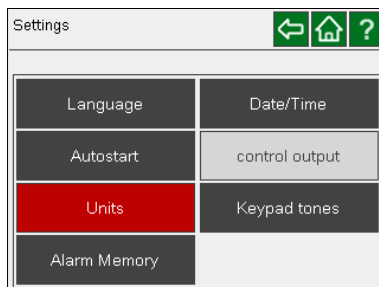 Settings
?
Language
Date/Time
Autostart
control output
Units
Keypad tones
Alarm Memory